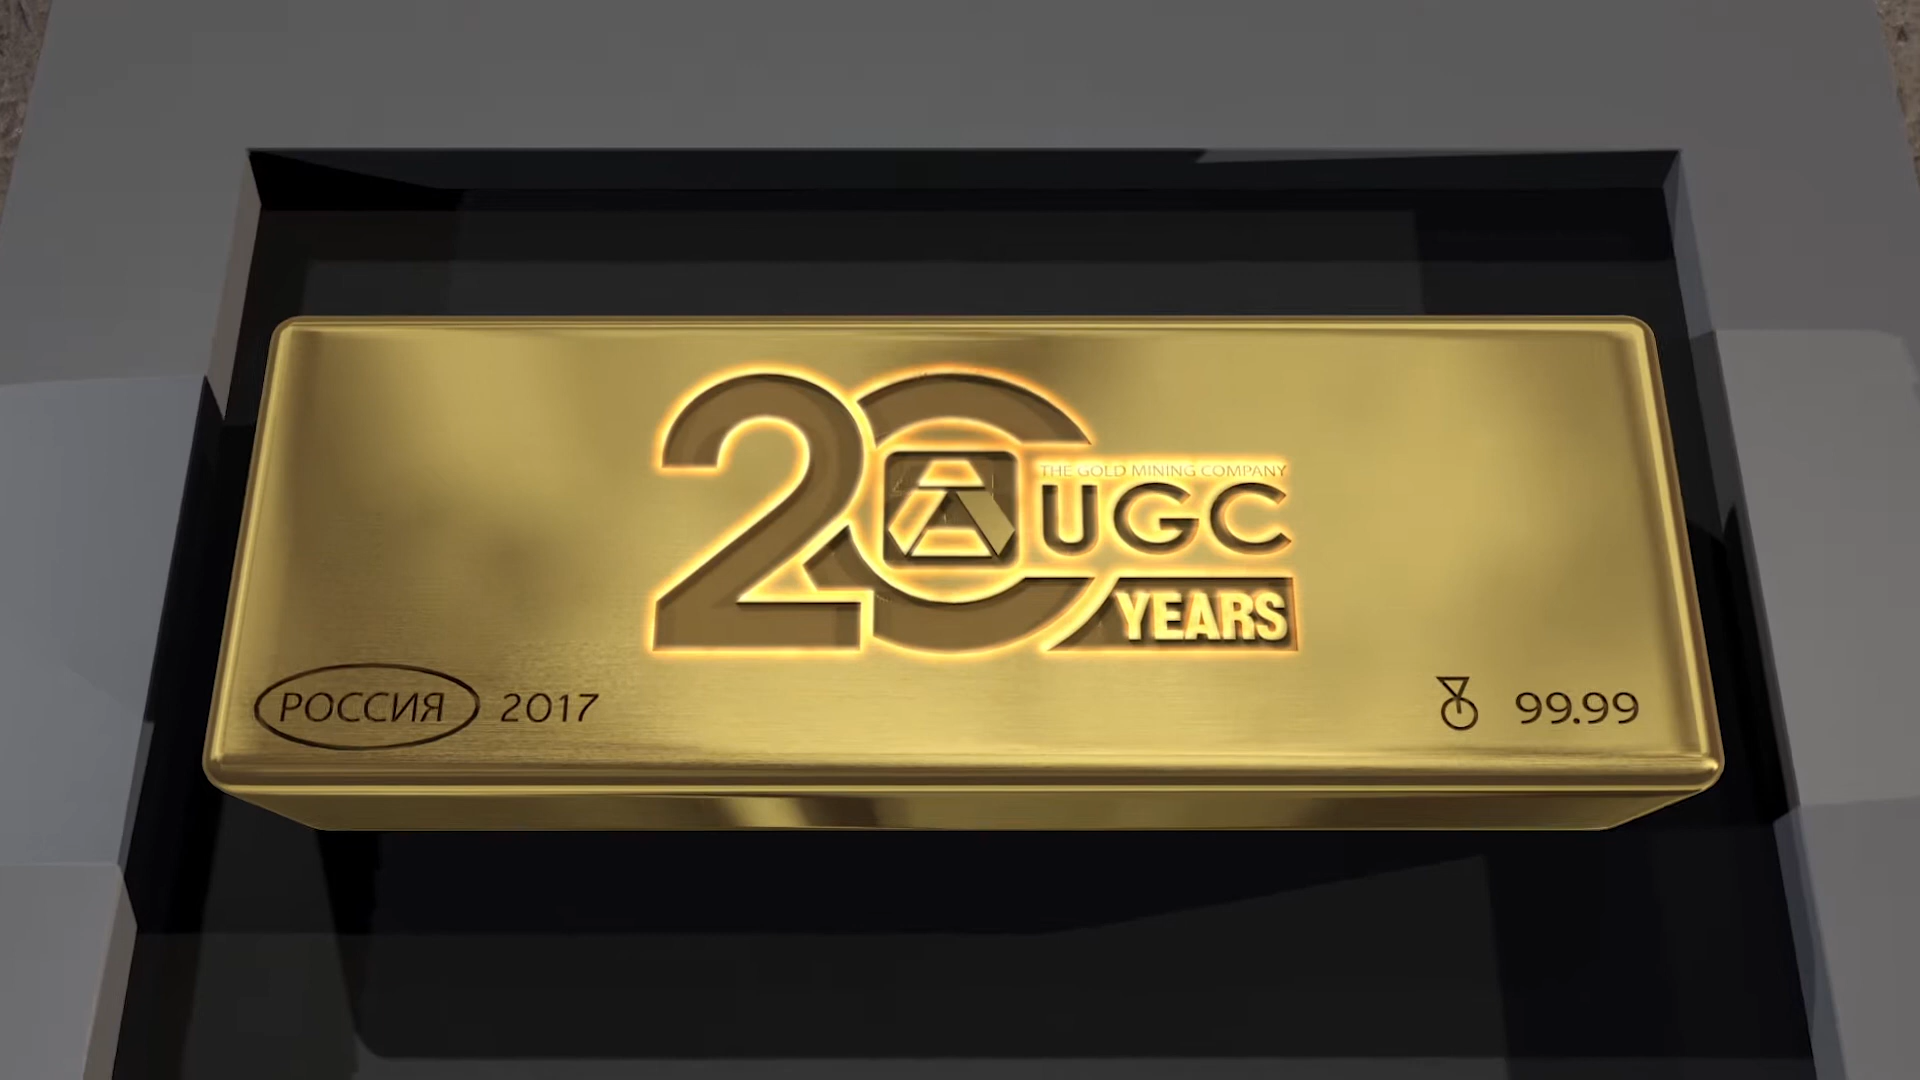 20
THE GOLD MINING COMPANY
UGC
YEARS
РОССИЯ 2017
99.99